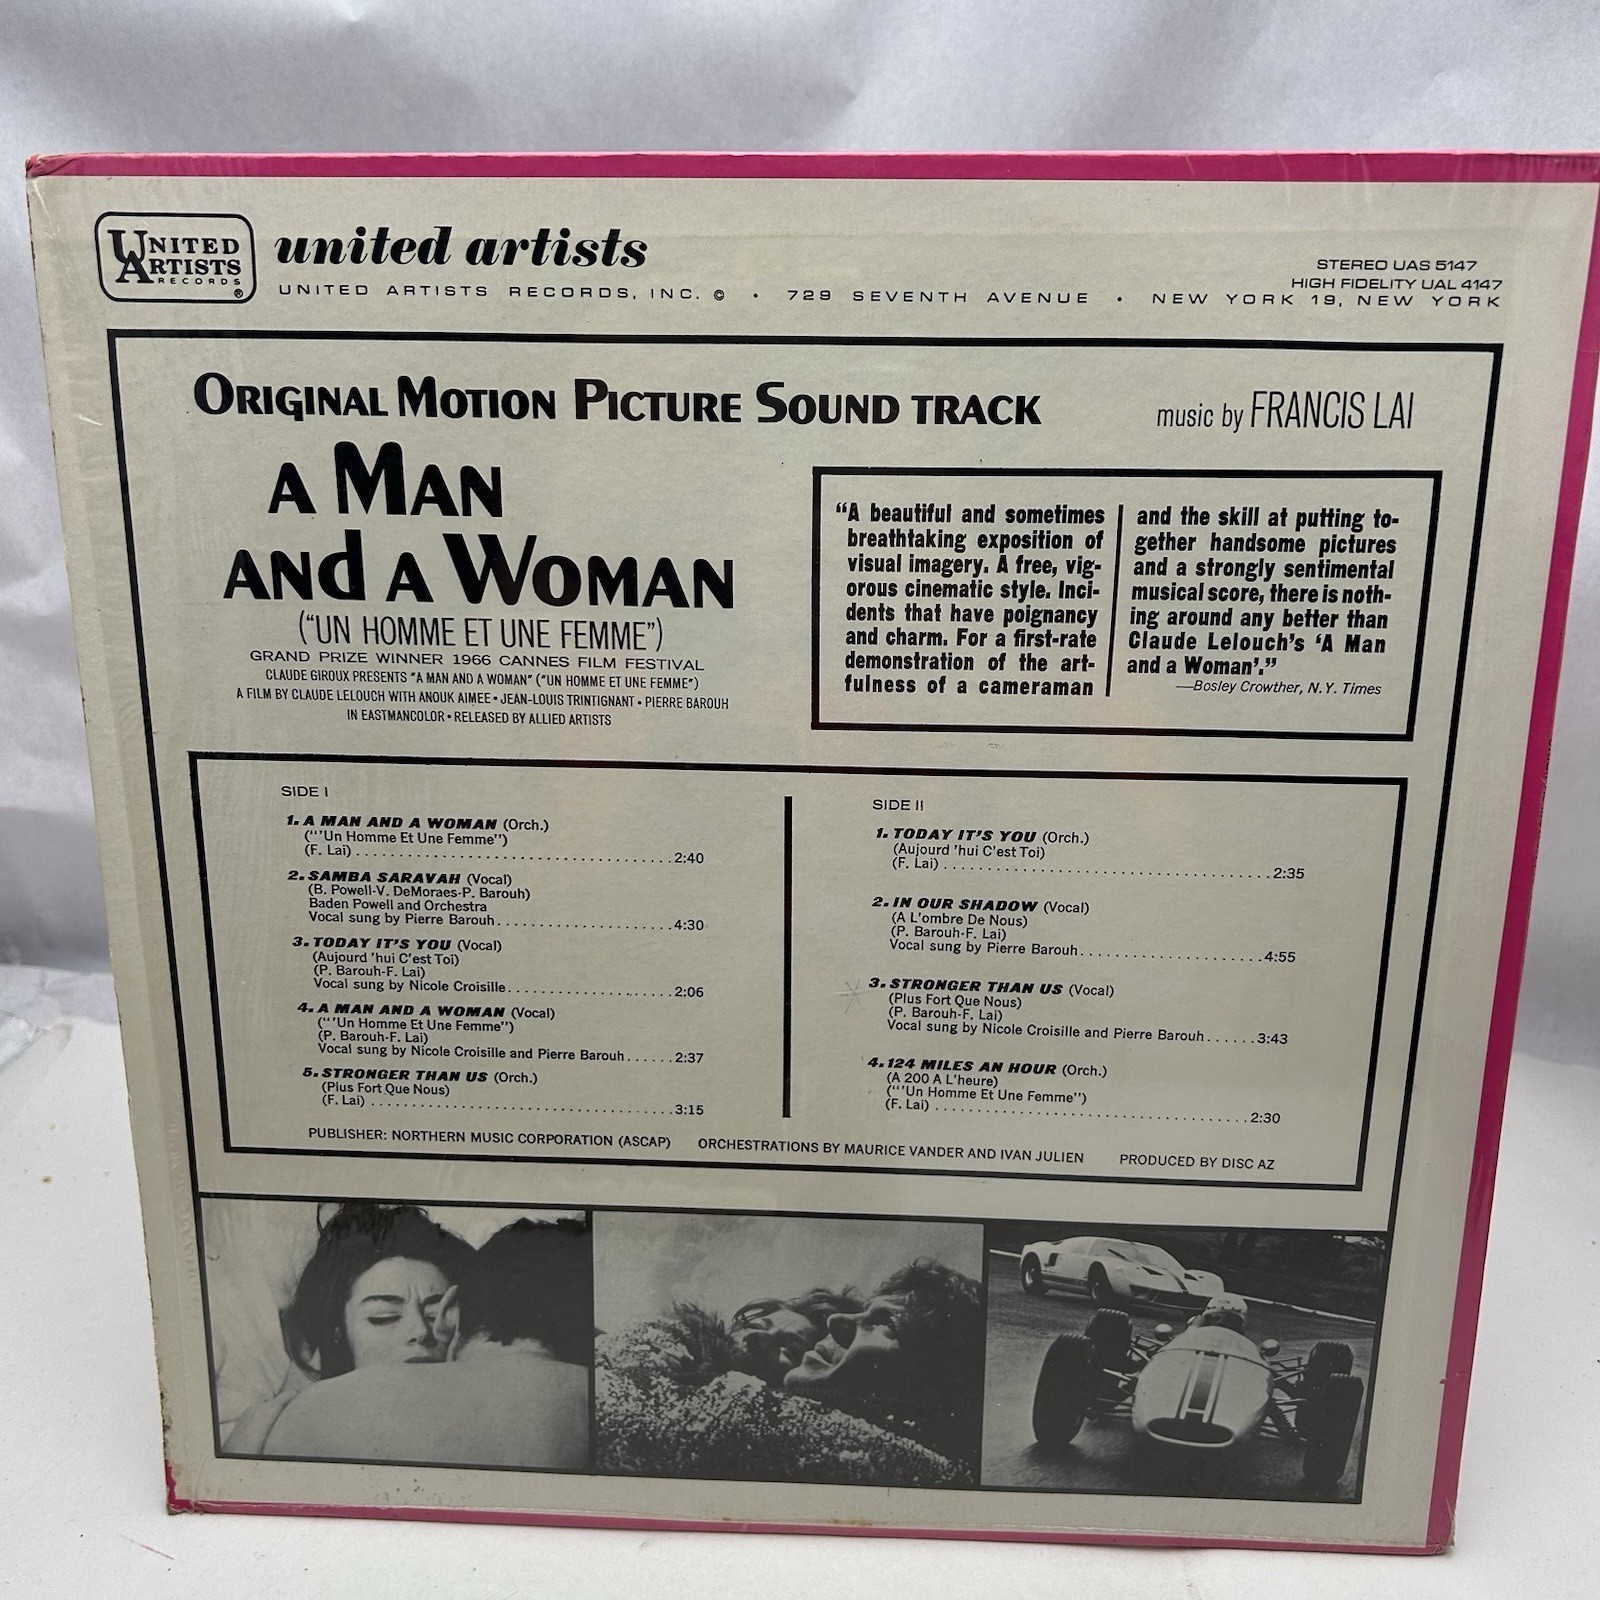 UNITED
ARTISTS
RECORDS
®
united artists
UNITED ARTISTS RECORDS, INC. © • 729 SEVENTH AVENUE • NEW YORK 19, NEW YORK
STEREO UAS 5147
HIGH FIDELITY UAL 4147
ORIGINAL MOTION PICTURE SOUND TRACK
music by FRANCIS LAI
A MAN
AND A WOMAN
("UN HOMME ET UNE FEMME")
GRAND PRIZE WINNER 1966 CANNES FILM FESTIVAL
CLAUDE GIROUX PRESENTS "A MAN AND A WOMAN" ("UN HOMME ET UNE FEMME")
A FILM BY CLAUDE LELOUCH WITH ANOUK AIMEE • JEAN-LOUIS TRINTIGNANT • PIERRE BAROUH
IN EASTMANCOLOR • RELEASED BY ALLIED ARTISTS
"A beautiful and sometimes
breathtaking exposition of
visual imagery. A free, vig-
orous cinematic style. Inci-
dents that have poignancy
and charm. For a first-rate
demonstration of the art-
fulness of a cameraman
and the skill at putting to-
gether handsome pictures
and a strongly sentimental
musical score, there is noth-
ing around any better than
Claude Lelouch's 'A Man
and a Woman'."
—Bosley Crowther, N.Y. Times
SIDE I
1. A MAN AND A WOMAN (Orch.)
("'Un Homme Et Une Femme")
(F. Lai) ........................................ 2:40
2. SAMBA SARAVAH (Vocal)
(B. Powell-V. DeMoraes-P. Barouh)
Baden Powell and Orchestra
Vocal sung by Pierre Barouh ...................... 4:30
3. TODAY IT'S YOU (Vocal)
(Aujourd 'hui C'est Toi)
(P. Barouh-F. Lai)
Vocal sung by Nicole Croisille .................... 2:06
4. A MAN AND A WOMAN (Vocal)
("'Un Homme Et Une Femme")
(P. Barouh-F. Lai)
Vocal sung by Nicole Croisille and Pierre Barouh ...... 2:37
5. STRONGER THAN US (Orch.)
(Plus Fort Que Nous)
(F. Lai) ...................................... 3:15
SIDE II
1. TODAY IT'S YOU (Orch.)
(Aujourd 'hui C'est Toi)
(F. Lai) ........................................ 2:35
2. IN OUR SHADOW (Vocal)
(A L'ombre De Nous)
(P. Barouh-F. Lai)
Vocal sung by Pierre Barouh ....................... 4:55
3. STRONGER THAN US (Vocal)
(Plus Fort Que Nous)
(P. Barouh-F. Lai)
Vocal sung by Nicole Croisille and Pierre Barouh ...... 3:43
4. 124 MILES AN HOUR (Orch.)
(A 200 A L'heure)
("'Un Homme Et Une Femme")
(F. Lai) ........................................ 2:30
PUBLISHER: NORTHERN MUSIC CORPORATION (ASCAP) ORCHESTRATIONS BY MAURICE VANDER AND IVAN JULIEN PRODUCED BY DISC AZ